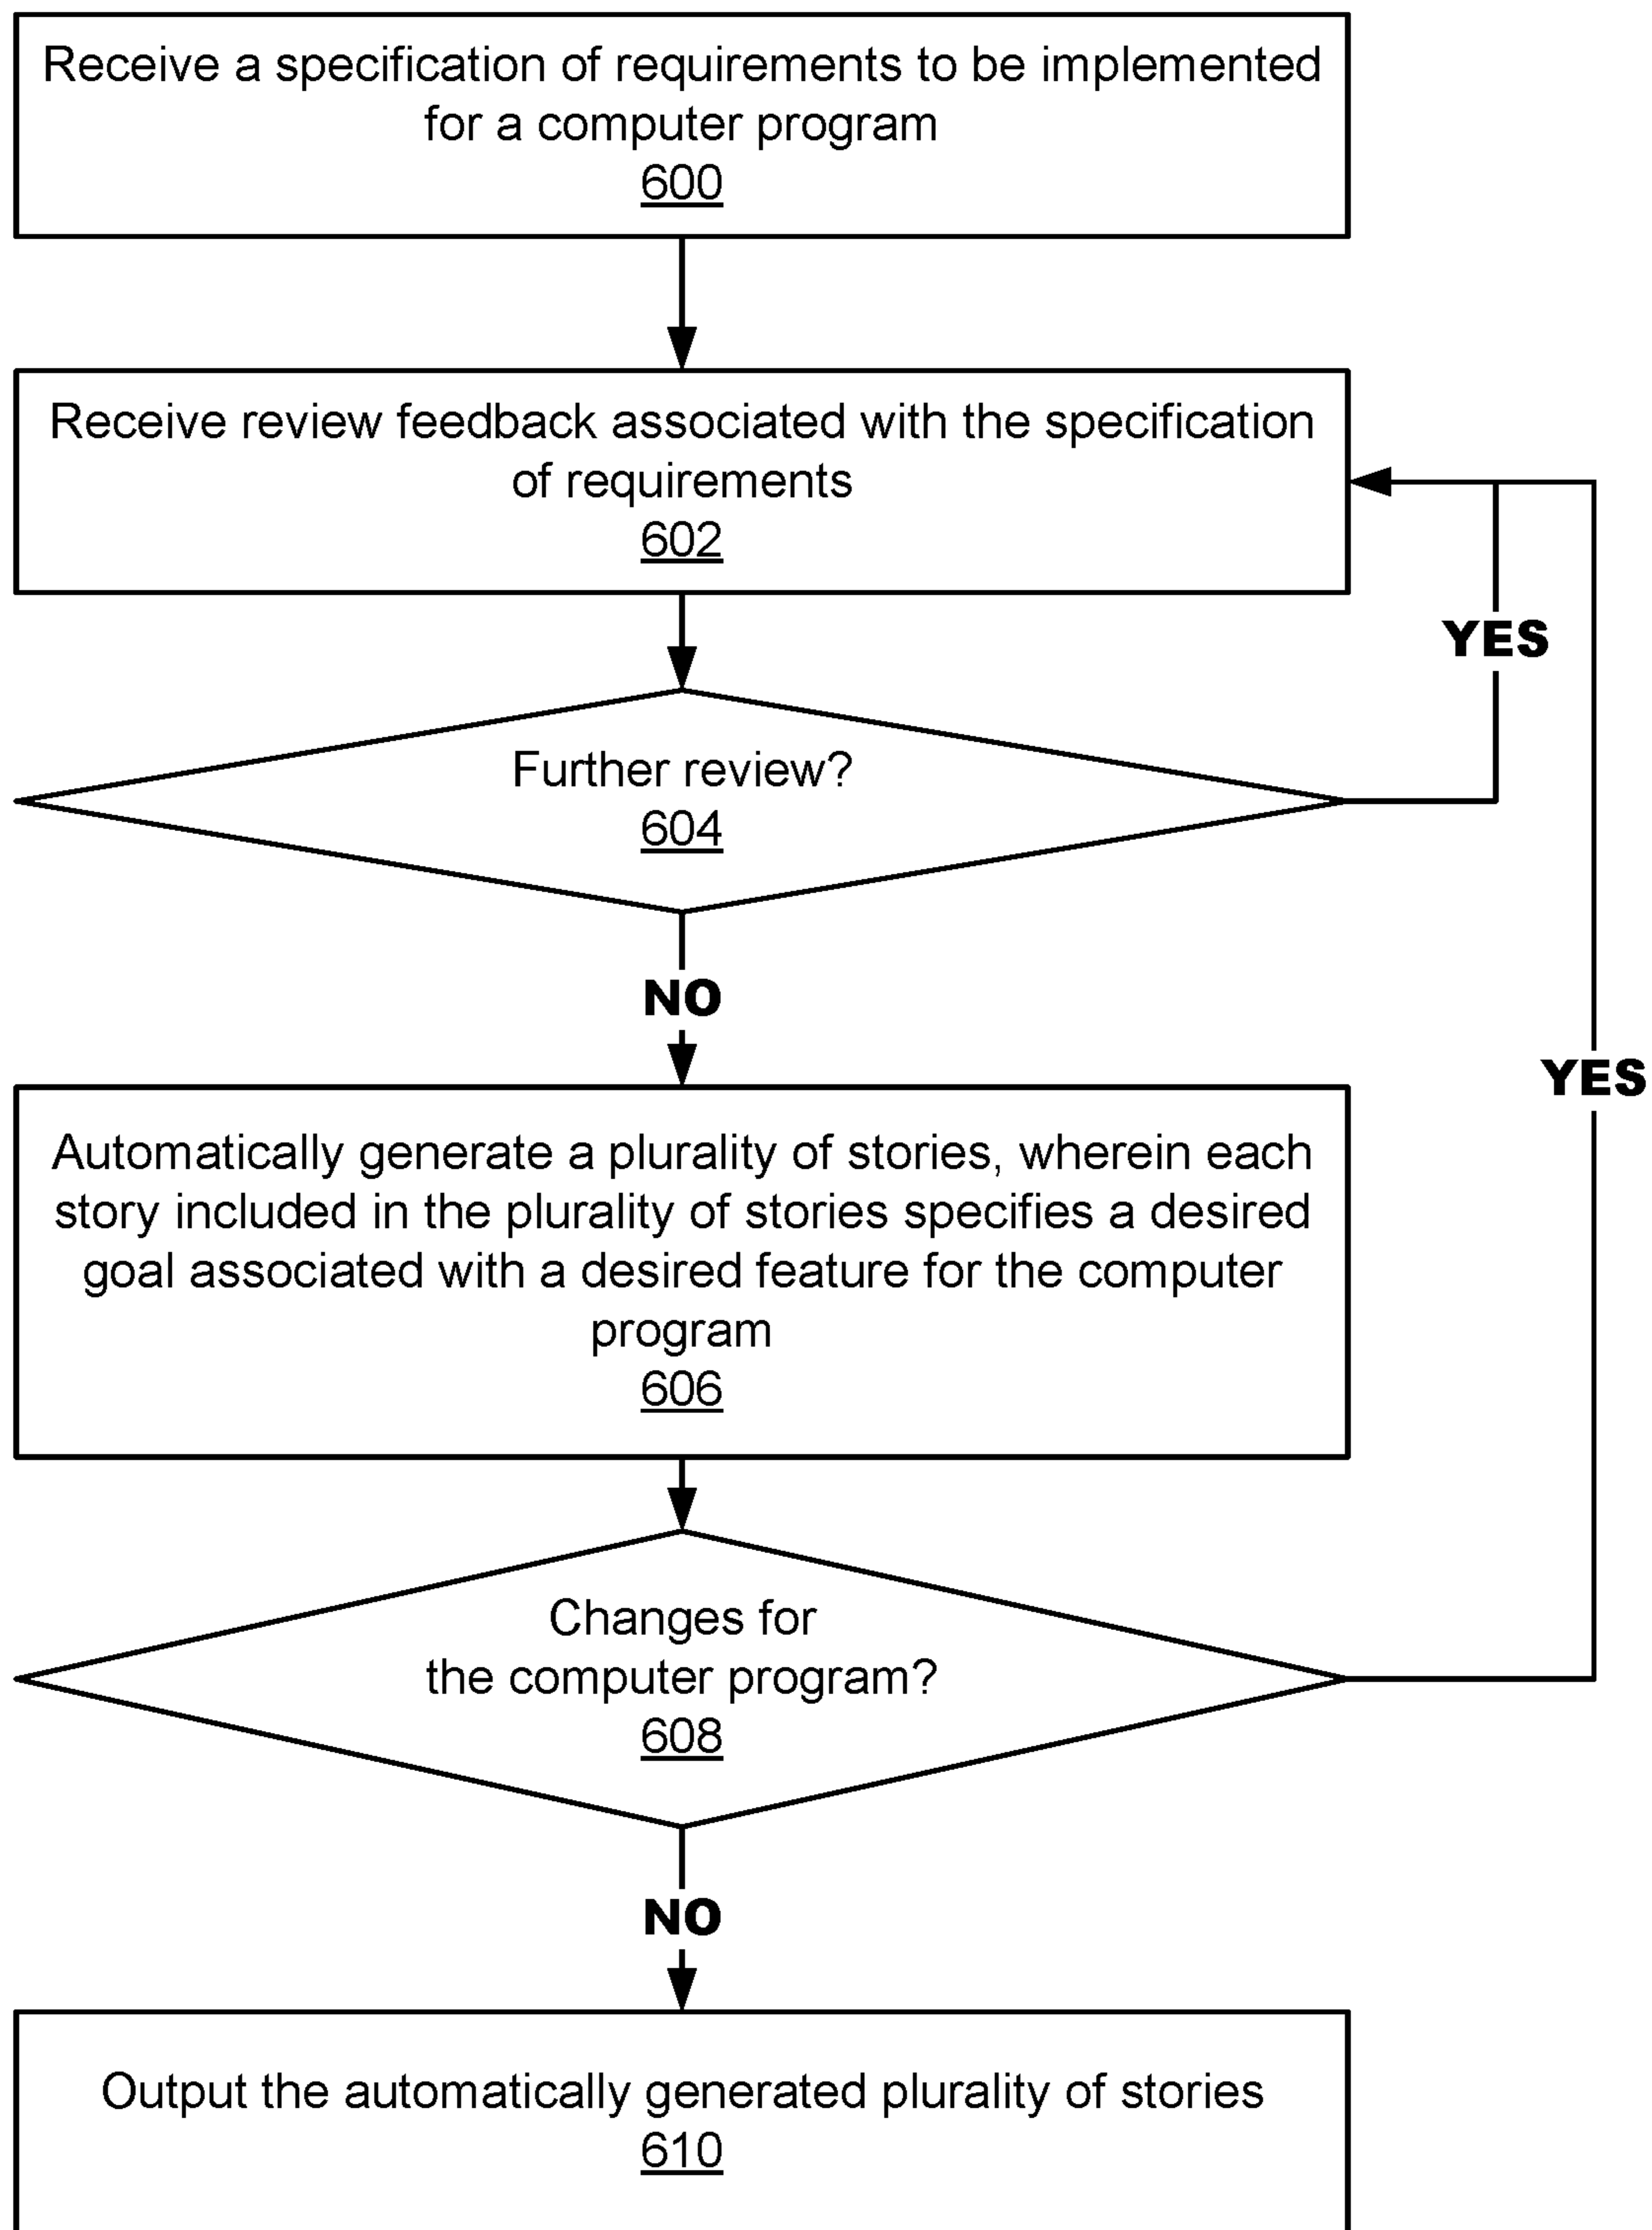 Receive a specification of requirements to be implemented
for a computer program
600
Receive review feedback associated with the specification
of requirements
602
YES
Further review?
604
NO
YES
Automatically generate a plurality of stories, wherein each
story included in the plurality of stories specifies a desired
goal associated with a desired feature for the computer
program
606
Changes for
the computer program?
608
NO
Output the automatically generated plurality of stories
610